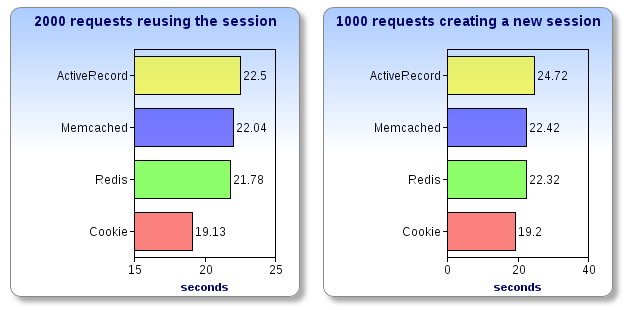 2000 requests reusing the session
ActiveRecord 22.5
Memcached 22.04
Redis 21.78
Cookie 19.13
15 20 25
seconds
1000 requests creating a new session
ActiveRecord 24.72
Memcached 22.42
Redis 22.32
Cookie 19.2
0 20 40
seconds